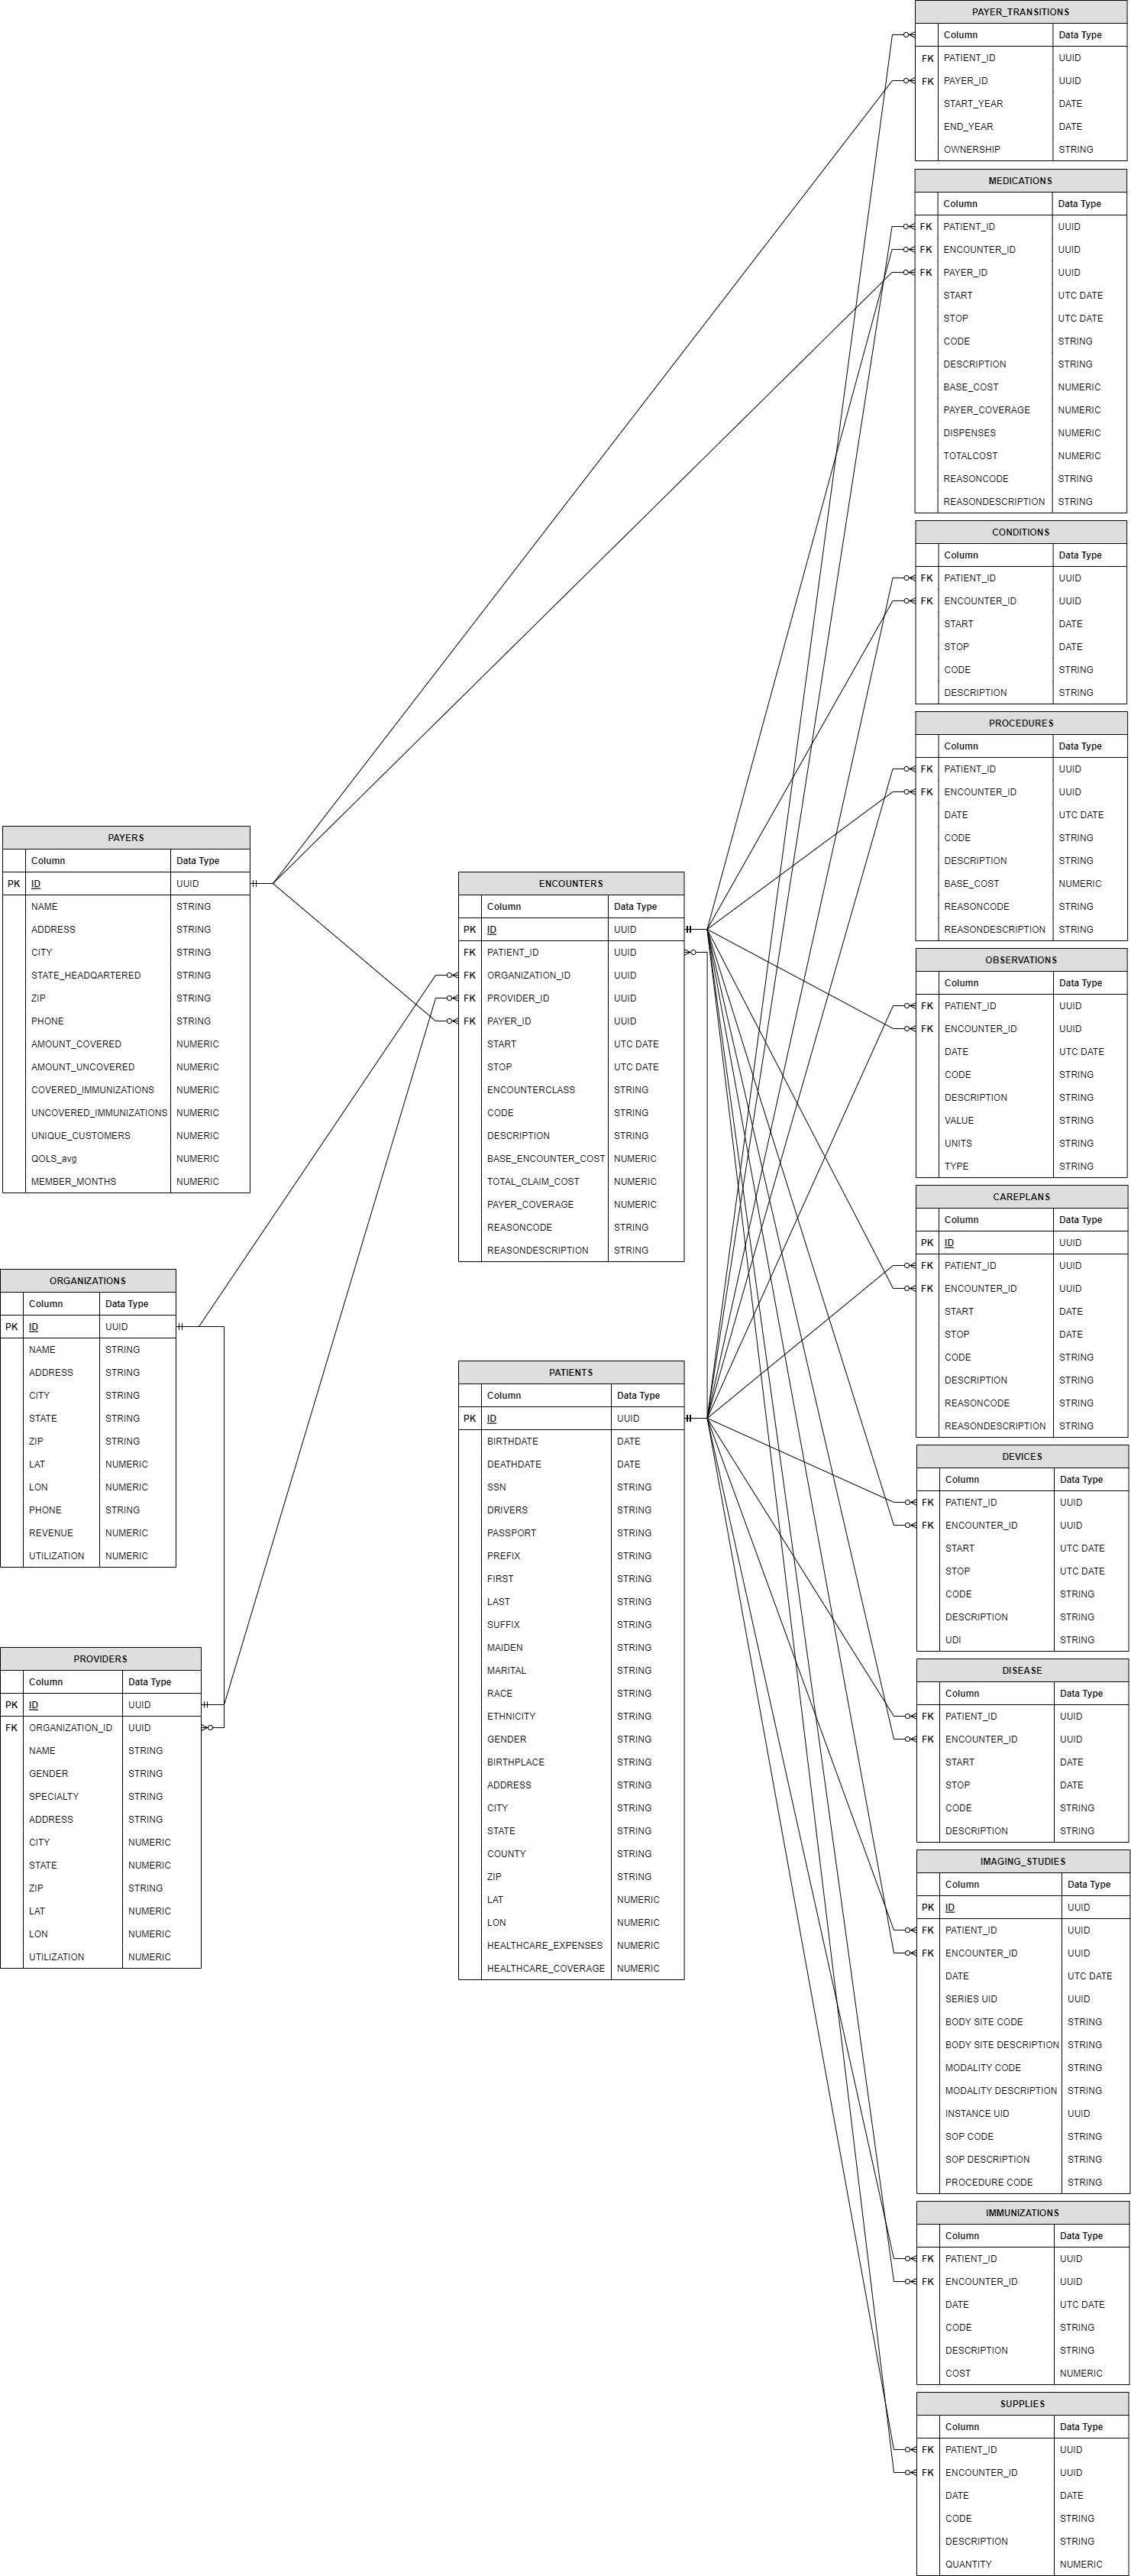 PAYER_TRANSITIONS
Column Data Type
FK PATIENT_ID UUID
FK PAYER_ID UUID
START_YEAR DATE
END_YEAR DATE
OWNERSHIP STRING
MEDICATIONS
Column Data Type
FK PATIENT_ID UUID
FK ENCOUNTER_ID UUID
FK PAYER_ID UUID
START UTC DATE
STOP UTC DATE
CODE STRING
DESCRIPTION STRING
BASE_COST NUMERIC
PAYER_COVERAGE NUMERIC
DISPENSES NUMERIC
TOTALCOST NUMERIC
REASONCODE STRING
REASONDESCRIPTION STRING
CONDITIONS
Column Data Type
FK PATIENT_ID UUID
FK ENCOUNTER_ID UUID
START DATE
STOP DATE
CODE STRING
DESCRIPTION STRING
PROCEDURES
Column Data Type
FK PATIENT_ID UUID
FK ENCOUNTER_ID UUID
DATE UTC DATE
CODE STRING
DESCRIPTION STRING
BASE_COST NUMERIC
REASONCODE STRING
REASONDESCRIPTION STRING
PAYERS
Column Data Type
PK ID UUID
NAME STRING
ADDRESS STRING
CITY STRING
STATE_HEADQARTERED STRING
ZIP STRING
PHONE STRING
AMOUNT_COVERED NUMERIC
AMOUNT_UNCOVERED NUMERIC
COVERED_IMMUNIZATIONS NUMERIC
UNCOVERED_IMMUNIZATIONS NUMERIC
UNIQUE_CUSTOMERS NUMERIC
QOLS_avg NUMERIC
MEMBER_MONTHS NUMERIC
ENCOUNTERS
Column Data Type
PK ID UUID
FK PATIENT_ID UUID
FK ORGANIZATION_ID UUID
FK PROVIDER_ID UUID
FK PAYER_ID UUID
START UTC DATE
STOP UTC DATE
ENCOUNTERCLASS STRING
CODE STRING
DESCRIPTION STRING
BASE_ENCOUNTER_COST NUMERIC
TOTAL_CLAIM_COST NUMERIC
PAYER_COVERAGE NUMERIC
REASONCODE STRING
REASONDESCRIPTION STRING
OBSERVATIONS
Column Data Type
FK PATIENT_ID UUID
FK ENCOUNTER_ID UUID
DATE UTC DATE
CODE STRING
DESCRIPTION STRING
VALUE STRING
UNITS STRING
TYPE STRING
CAREPLANS
Column Data Type
PK ID UUID
FK PATIENT_ID UUID
FK ENCOUNTER_ID UUID
START DATE
STOP DATE
CODE STRING
DESCRIPTION STRING
REASONCODE STRING
REASONDESCRIPTION STRING
ORGANIZATIONS
Column Data Type
PK ID UUID
NAME STRING
ADDRESS STRING
CITY STRING
STATE STRING
ZIP STRING
LAT NUMERIC
LON NUMERIC
PHONE STRING
REVENUE NUMERIC
UTILIZATION NUMERIC
PATIENTS
Column Data Type
PK ID UUID
BIRTHDATE DATE
DEATHDATE DATE
SSN STRING
DRIVERS STRING
PASSPORT STRING
PREFIX STRING
FIRST STRING
LAST STRING
SUFFIX STRING
MAIDEN STRING
MARITAL STRING
RACE STRING
ETHNICITY STRING
GENDER STRING
BIRTHPLACE STRING
ADDRESS STRING
CITY STRING
STATE STRING
COUNTY STRING
ZIP STRING
LAT NUMERIC
LON NUMERIC
HEALTHCARE_EXPENSES NUMERIC
HEALTHCARE_COVERAGE NUMERIC
DEVICES
Column Data Type
FK PATIENT_ID UUID
FK ENCOUNTER_ID UUID
START UTC DATE
STOP UTC DATE
CODE STRING
DESCRIPTION STRING
UDI STRING
PROVIDERS
Column Data Type
PK ID UUID
FK ORGANIZATION_ID UUID
NAME STRING
GENDER STRING
SPECIALTY STRING
ADDRESS STRING
CITY NUMERIC
STATE NUMERIC
ZIP STRING
LAT NUMERIC
LON NUMERIC
UTILIZATION NUMERIC
DISEASE
Column Data Type
FK PATIENT_ID UUID
FK ENCOUNTER_ID UUID
START DATE
STOP DATE
CODE STRING
DESCRIPTION STRING
IMAGING_STUDIES
Column Data Type
PK ID UUID
FK PATIENT_ID UUID
FK ENCOUNTER_ID UUID
DATE UTC DATE
SERIES UID UUID
BODY SITE CODE STRING
BODY SITE DESCRIPTION STRING
MODALITY CODE STRING
MODALITY DESCRIPTION STRING
INSTANCE UID UUID
SOP CODE STRING
SOP DESCRIPTION STRING
PROCEDURE CODE STRING
IMMUNIZATIONS
Column Data Type
FK PATIENT_ID UUID
FK ENCOUNTER_ID UUID
DATE UTC DATE
CODE STRING
DESCRIPTION STRING
COST NUMERIC
SUPPLIES
Column Data Type
FK PATIENT_ID UUID
FK ENCOUNTER_ID UUID
DATE DATE
CODE STRING
DESCRIPTION STRING
QUANTITY NUMERIC